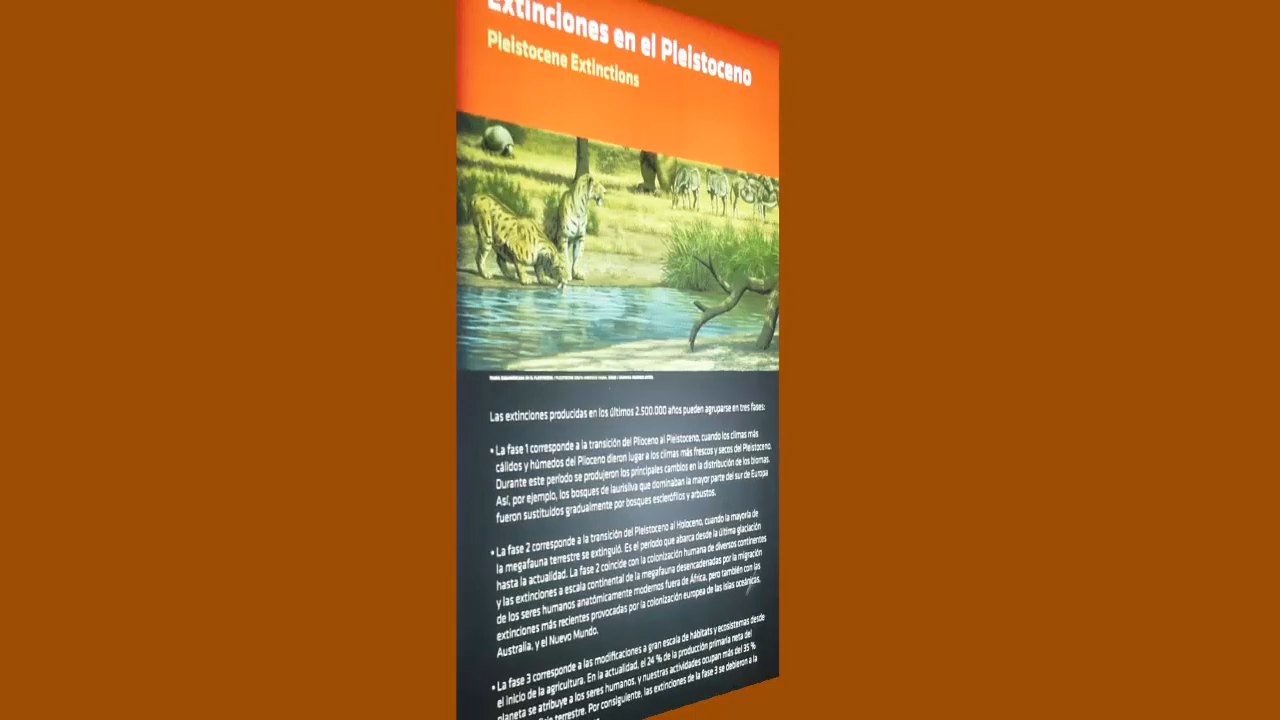 Extinciones en el Pleistoceno
Pleistocene Extinctions
Las extinciones producidas en los últimos 2.500.000 años pueden agruparse en tres fases:
• La fase 1 corresponde a la transición del Plioceno al Pleistoceno, cuando los climas más
cálidos y húmedos del Plioceno dieron lugar a los climas más frescos y secos del Pleistoceno.
Durante este período se produjeron los principales cambios en la distribución de los biomas.
Así, por ejemplo, los bosques de laurisilva que dominaban la mayor parte del sur de Europa
fueron sustituidos gradualmente por bosques esclerófilos y arbustos.
• La fase 2 corresponde a la transición del Pleistoceno al Holoceno, cuando la mayoría de
la megafauna terrestre se extinguió. Es el período que abarca desde la última glaciación
hasta la actualidad. La fase 2 coincide con la colonización humana de diversos continentes
y las extinciones a escala continental de la megafauna desencadenadas por la migración
de los seres humanos anatómicamente modernos fuera de África, pero también con las
extinciones más recientes provocadas por la colonización europea de las islas oceánicas,
Australia, y el Nuevo Mundo.
• La fase 3 corresponde a las modificaciones a gran escala de hábitats y ecosistemas desde
el inicio de la agricultura. En la actualidad, el 24 % de la producción primaria neta del
planeta se atribuye a los seres humanos, y nuestras actividades ocupan más del 35 %
terrestre. Por consiguiente, las extinciones de la fase 3 se debieron a la